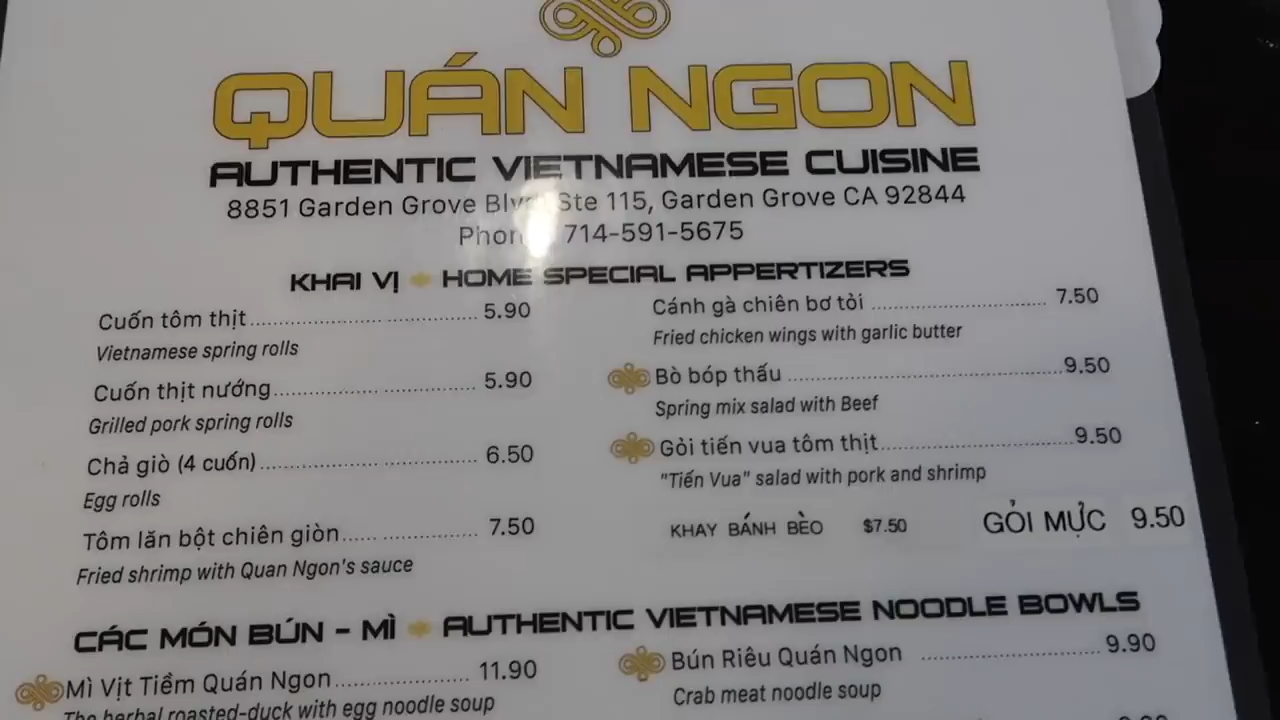 QUÁN NGON
AUTHENTIC VIETNAMESE CUISINE
8851 Garden Grove Ste 115, Garden Grove CA 92844
714-591-5675
KHAI VỊ HOME SPECIAL APPERTIZERS
Cuốn tôm thịt 5.90
Vietnamese spring rolls
Cuốn thịt nướng 5.90
Grilled pork spring rolls
Chả giò (4 cuốn) 6.50
Egg rolls
Tôm lăn bột chiên giòn 7.50
Fried shrimp with Quan Ngon's sauce
Cánh gà chiên bơ tỏi 7.50
Fried chicken wings with garlic butter
Bò bóp thấu 9.50
Spring mix salad with Beef
Gỏi tiến vua tôm thịt 9.50
"Tiến Vua" salad with pork and shrimp
KHAY BÁNH BÈO $7.50 GỎI MỰC 9.50
CÁC MÓN BÚN - MÌ AUTHENTIC VIETNAMESE NOODLE BOWLS
Mì Vịt Tiềm Quán Ngon 11.90
The herbal roasted-duck with egg noodle soup
Bún Riêu Quán Ngon 9.90
Crab meat noodle soup